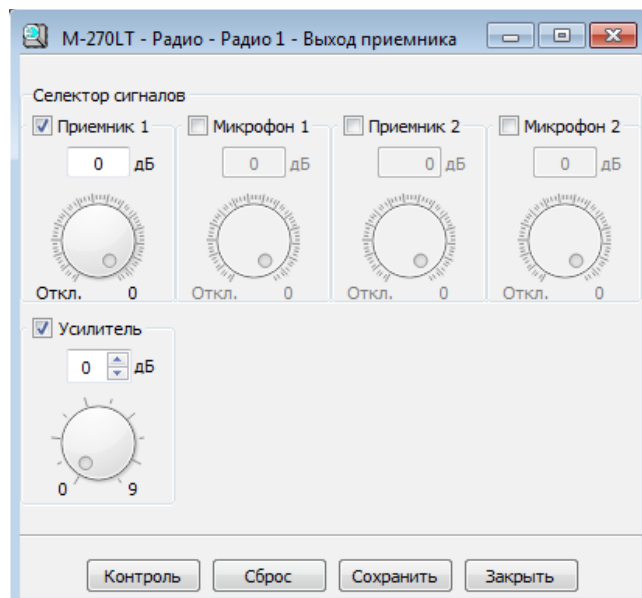 М-270LT - Радио - Радио 1 - Выход приемника
Селектор сигналов
Приемник 1 Микрофон 1 Приемник 2 Микрофон 2
0 дБ 0 дБ 0 дБ 0 дБ
Откл. 0 Откл. 0 Откл. 0 Откл. 0
Усилитель
0 дБ
0 9
Контроль Сброс Сохранить Закрыть